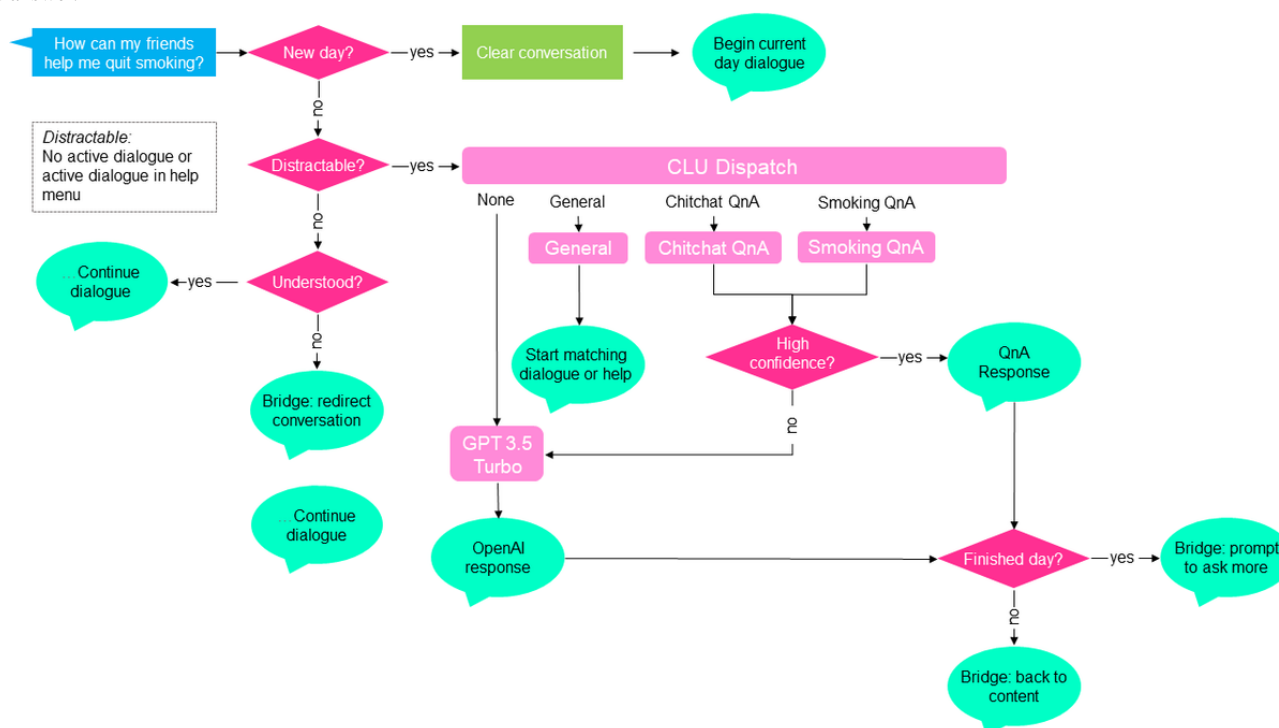 How can my friends
help me quit smoking?
New day?
yes
Clear conversation
Begin current
day dialogue
no
Distractable:
No active dialogue or
active dialogue in help
menu
Distractable?
yes
CLU Dispatch
None
General
Chitchat QnA
Smoking QnA
General
Chitchat QnA
Smoking QnA
no
...Continue
dialogue
yes
Understood?
no
Start matching
dialogue or help
High
confidence?
yes
QnA
Response
no
Bridge: redirect
conversation
GPT 3.5
Turbo
...Continue
dialogue
OpenAI
response
Finished day?
yes
Bridge: prompt
to ask more
no
Bridge: back to
content